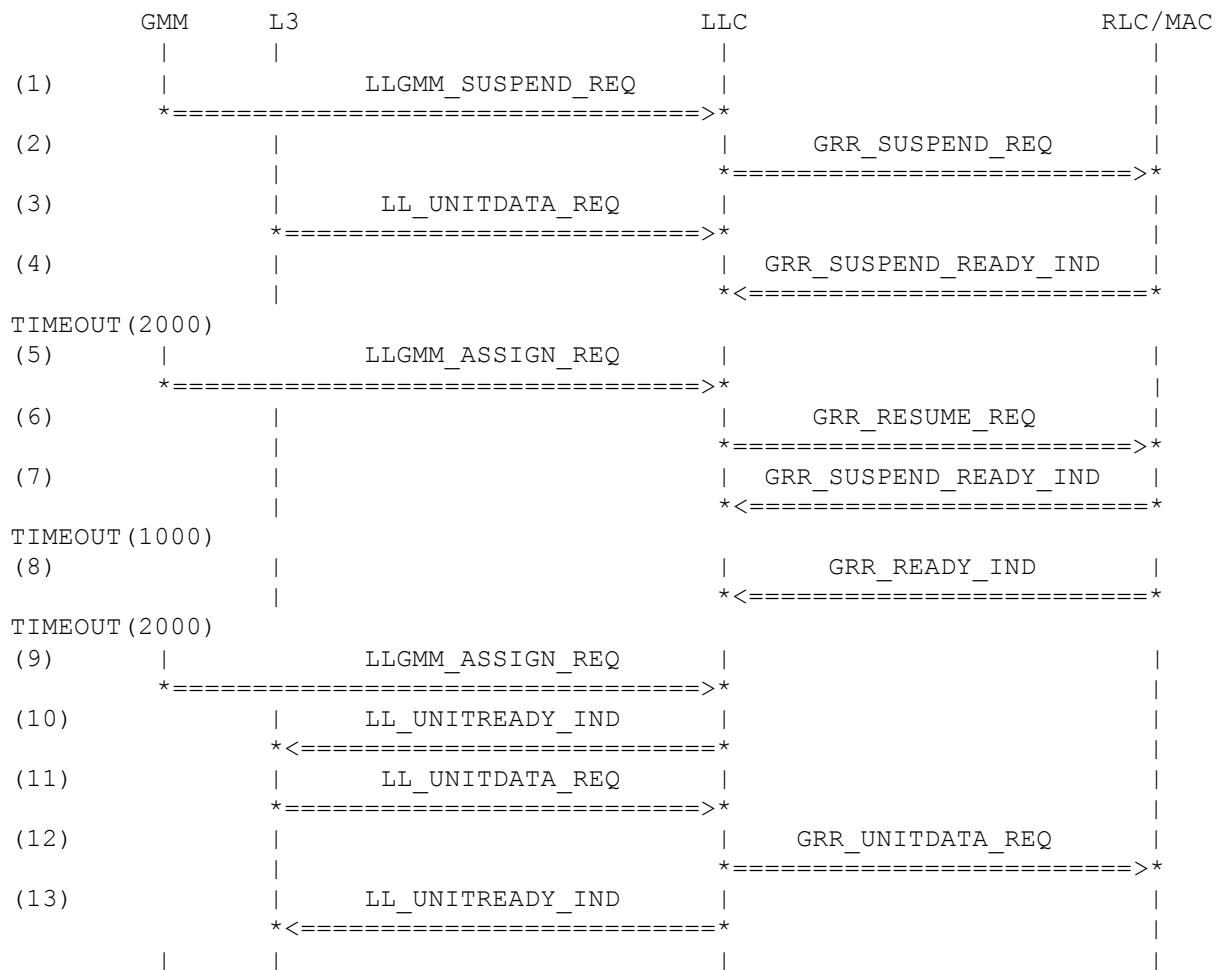 GMM L3 LLC RLC/MAC
(1) LLGMM_SUSPEND_REQ
(2) GRR_SUSPEND_REQ
(3) LL_UNITDATA_REQ
(4) GRR_SUSPEND_READY_IND
TIMEOUT(2000)
(5) LLGMM_ASSIGN_REQ
(6) GRR_RESUME_REQ
(7) GRR_SUSPEND_READY_IND
TIMEOUT(1000)
(8) GRR_READY_IND
TIMEOUT(2000)
(9) LLGMM_ASSIGN_REQ
(10) LL_UNITREADY_IND
(11) LL_UNITDATA_REQ
(12) GRR_UNITDATA_REQ
(13) LL_UNITREADY_IND